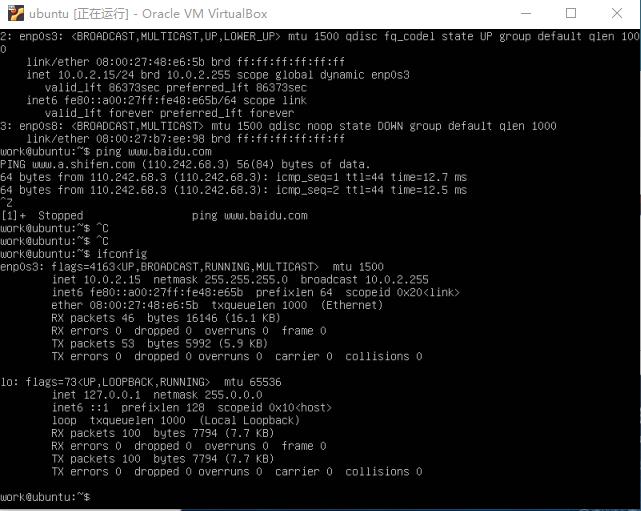 ubuntu [正在运行] - Oracle VM VirtualBox
2: enp0s3: <BROADCAST,MULTICAST,UP,LOWER_UP> mtu 1500 qdisc fq_codel state UP group default qlen 100
0
    link/ether 08:00:27:48:e6:5b brd ff:ff:ff:ff:ff:ff
    inet 10.0.2.15/24 brd 10.0.2.255 scope global dynamic enp0s3
       valid_lft 86373sec preferred_lft 86373sec
    inet6 fe80::a00:27ff:fe48:e65b/64 scope link
       valid_lft forever preferred_lft forever
3: enp0s8: <BROADCAST,MULTICAST> mtu 1500 qdisc noop state DOWN group default qlen 1000
    link/ether 08:00:27:b7:ee:98 brd ff:ff:ff:ff:ff:ff
work@ubuntu:~$ ping www.baidu.com
PING www.a.shifen.com (110.242.68.3) 56(84) bytes of data.
64 bytes from 110.242.68.3 (110.242.68.3): icmp_seq=1 ttl=44 time=12.7 ms
64 bytes from 110.242.68.3 (110.242.68.3): icmp_seq=2 ttl=44 time=12.5 ms
^Z
[1]+  Stopped                 ping www.baidu.com
work@ubuntu:~$ ^C
work@ubuntu:~$ ^C
work@ubuntu:~$ ifconfig
enp0s3: flags=4163<UP,BROADCAST,RUNNING,MULTICAST>  mtu 1500
        inet 10.0.2.15  netmask 255.255.255.0  broadcast 10.0.2.255
        inet6 fe80::a00:27ff:fe48:e65b  prefixlen 64  scopeid 0x20<link>
        ether 08:00:27:48:e6:5b  txqueuelen 1000  (Ethernet)
        RX packets 46  bytes 16146 (16.1 KB)
        RX errors 0  dropped 0  overruns 0  frame 0
        TX packets 53  bytes 5992 (5.9 KB)
        TX errors 0  dropped 0 overruns 0  carrier 0  collisions 0

lo: flags=73<UP,LOOPBACK,RUNNING>  mtu 65536
        inet 127.0.0.1  netmask 255.0.0.0
        inet6 ::1  prefixlen 128  scopeid 0x10<host>
        loop  txqueuelen 1000  (Local Loopback)
        RX packets 100  bytes 7794 (7.7 KB)
        RX errors 0  dropped 0  overruns 0  frame 0
        TX packets 100  bytes 7794 (7.7 KB)
        TX errors 0  dropped 0 overruns 0  carrier 0  collisions 0

work@ubuntu:~$